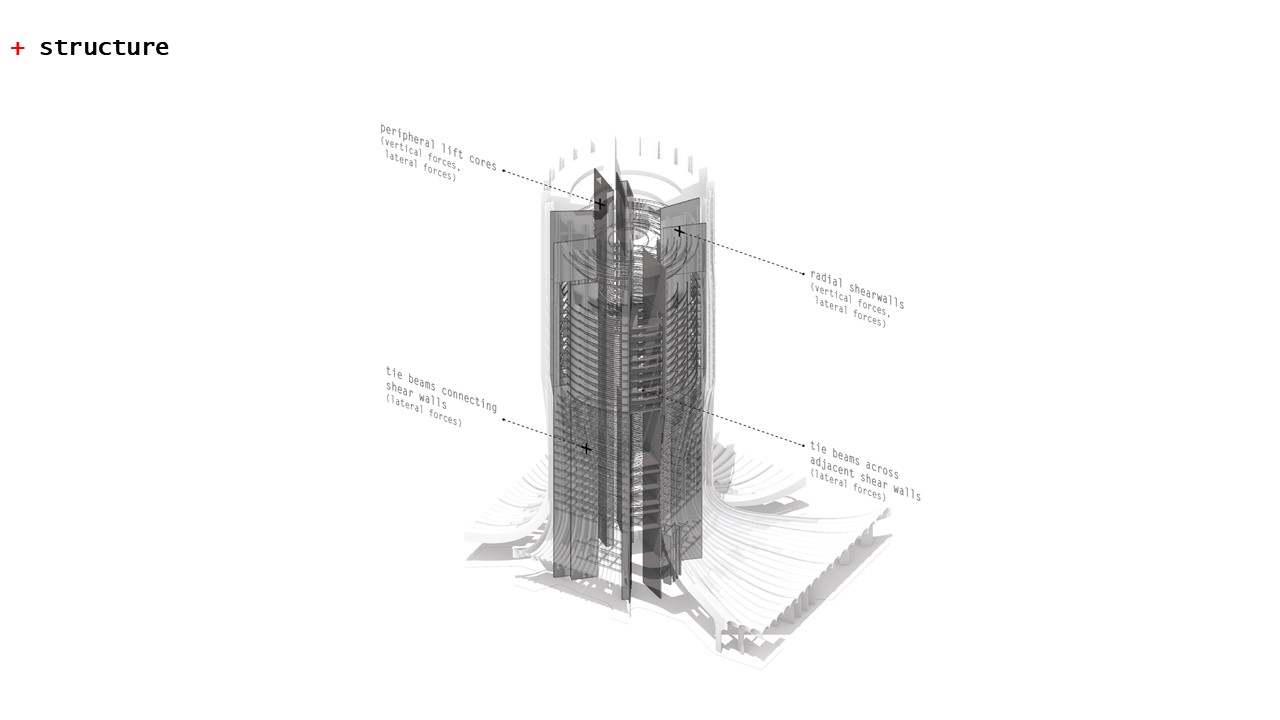 + structure
peripheral lift cores
(vertical forces,
lateral forces)
radial shearwalls
(vertical forces,
lateral forces)
tie beams connecting
shear walls
(lateral forces)
tie beams across
adjacent shear walls
(lateral forces)